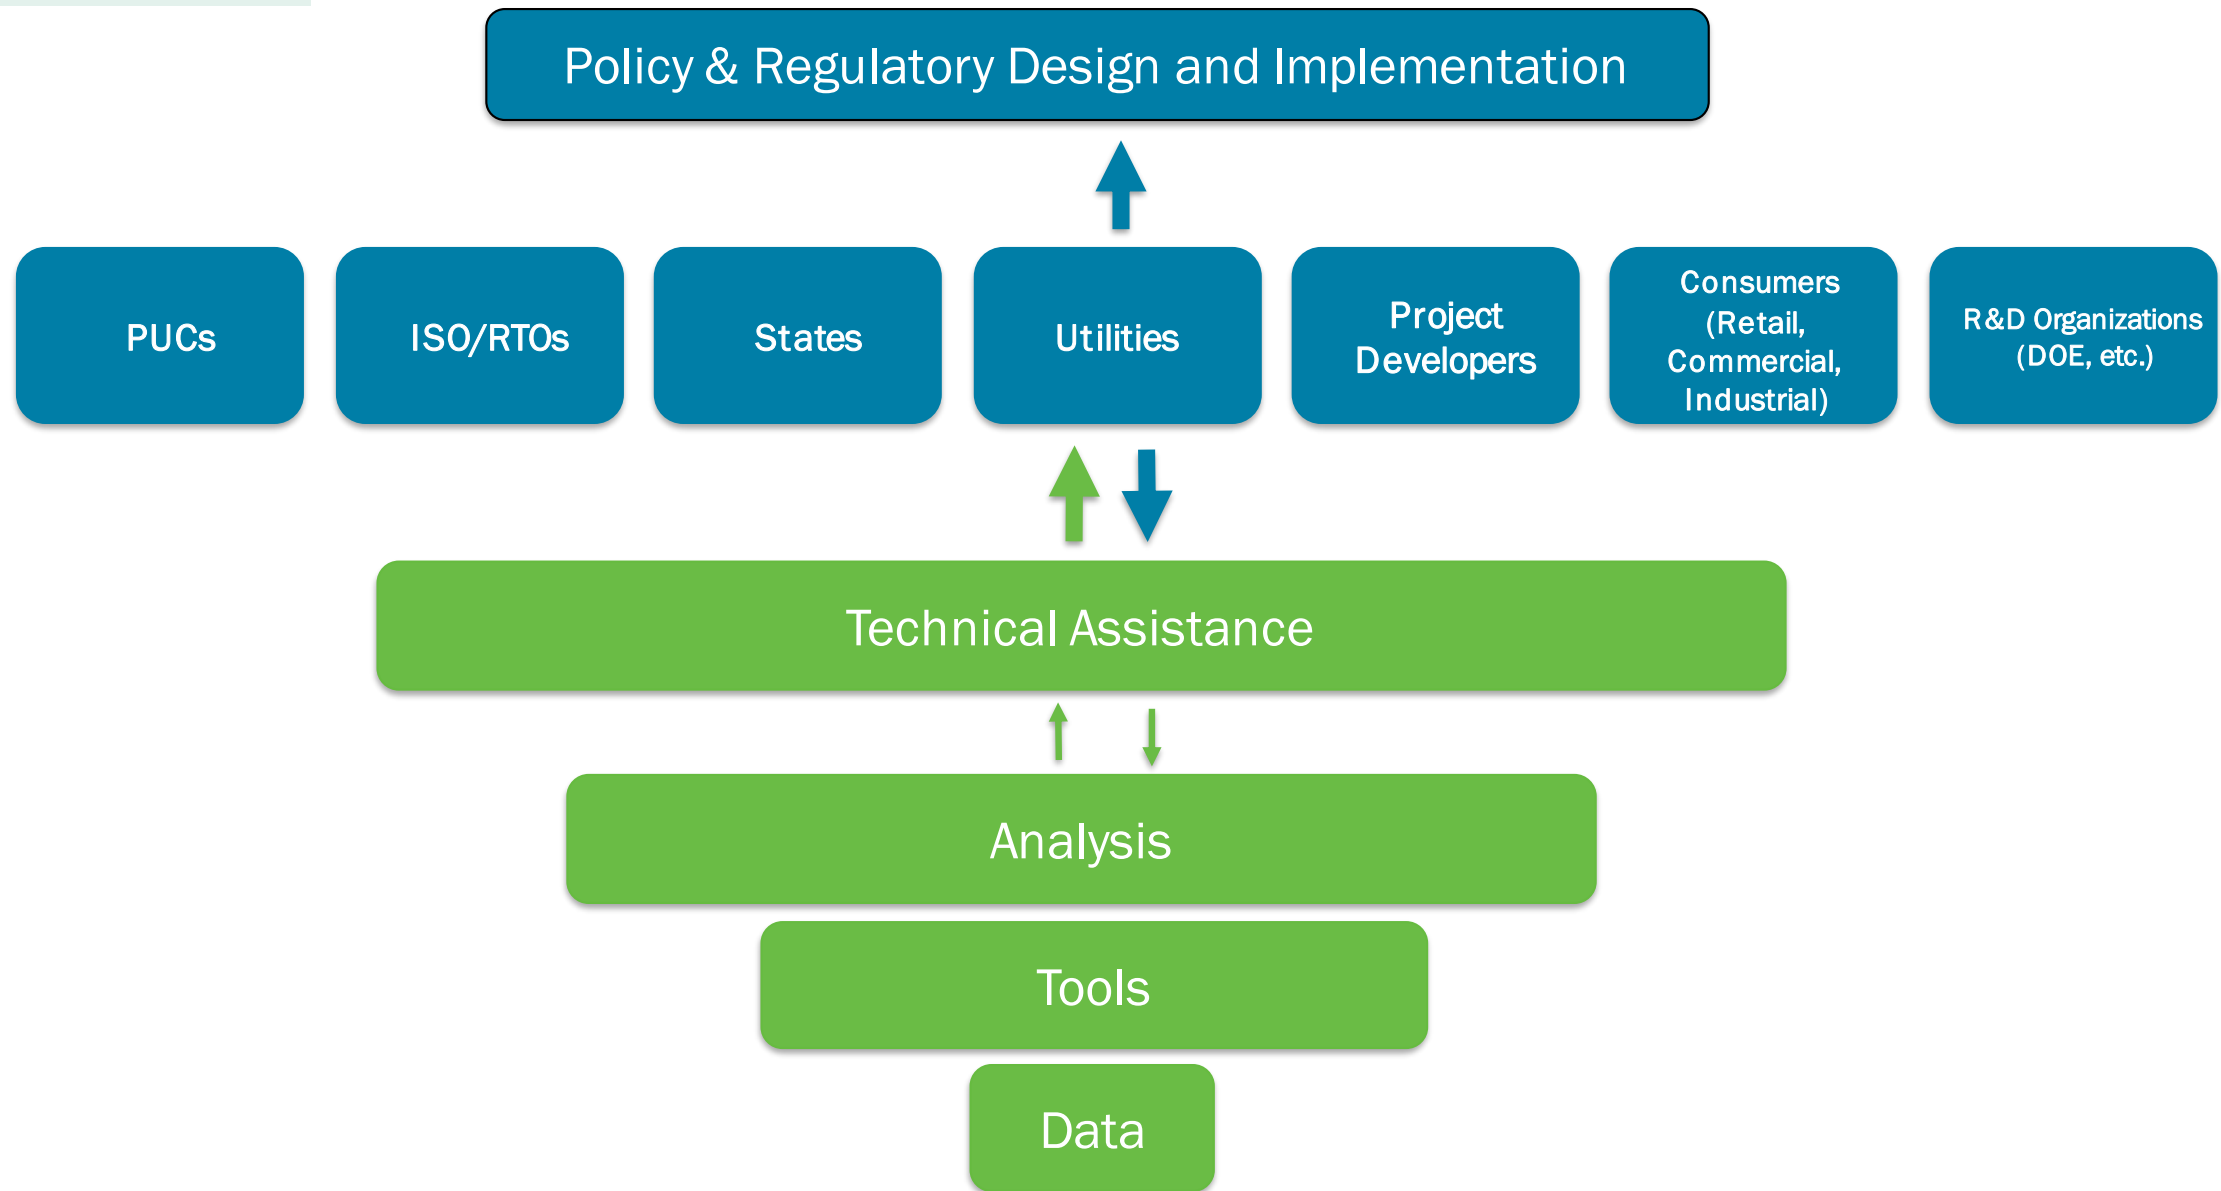 Policy & Regulatory Design and Implementation
PUCs
ISO/RTOs
States
Utilities
Project
Developers
Consumers
(Retail,
Commercial,
Industrial)
R&D Organizations
(DOE, etc.)
Technical Assistance
Analysis
Tools
Data